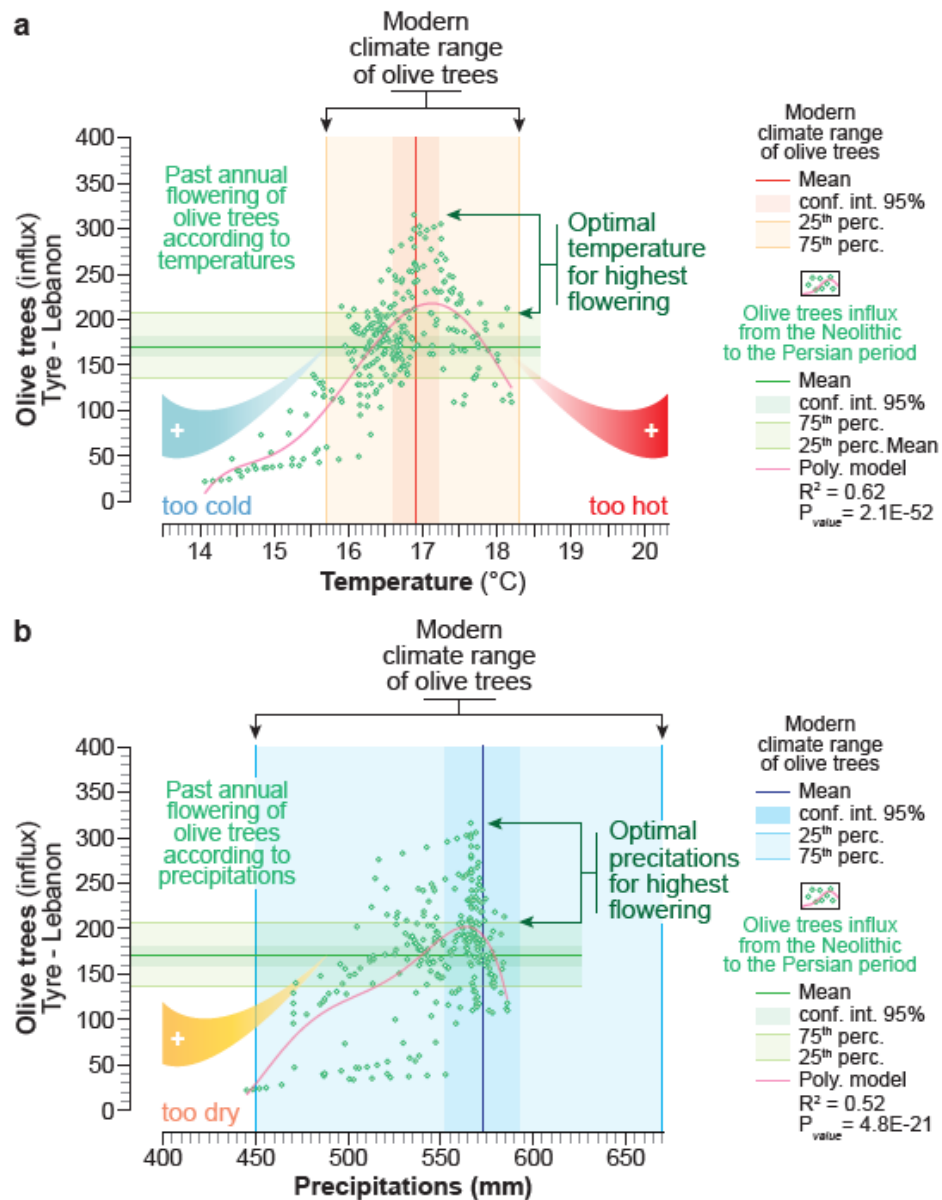 a
Modern
climate range
of olive trees
400
350
300
250
200
150
100
50
0
Olive trees (influx)
Tyre - Lebanon
Past annual
flowering of
olive trees
according to
temperatures
Optimal
temperature
for highest
flowering
+
+
too cold
too hot
14 15 16 17 18 19 20
Temperature (°C)
Modern
climate range
of olive trees
Mean
conf. int. 95%
25th perc.
75th perc.
Olive trees influx
from the Neolithic
to the Persian period
Mean
conf. int. 95%
75th perc.
25th perc. Mean
Poly. model
R² = 0.62
Pvalue = 2.1E-52
b
Modern
climate range
of olive trees
400
350
300
250
200
150
100
50
0
Olive trees (influx)
Tyre - Lebanon
Past annual
flowering of
olive trees
according to
precipitations
Optimal
precitations
for highest
flowering
+
too dry
400 450 500 550 600 650
Precipitations (mm)
Modern
climate range
of olive trees
Mean
conf. int. 95%
25th perc.
75th perc.
Olive trees influx
from the Neolithic
to the Persian period
Mean
conf. int. 95%
75th perc.
25th perc.
Poly. model
R² = 0.52
Pvalue = 4.8E-21